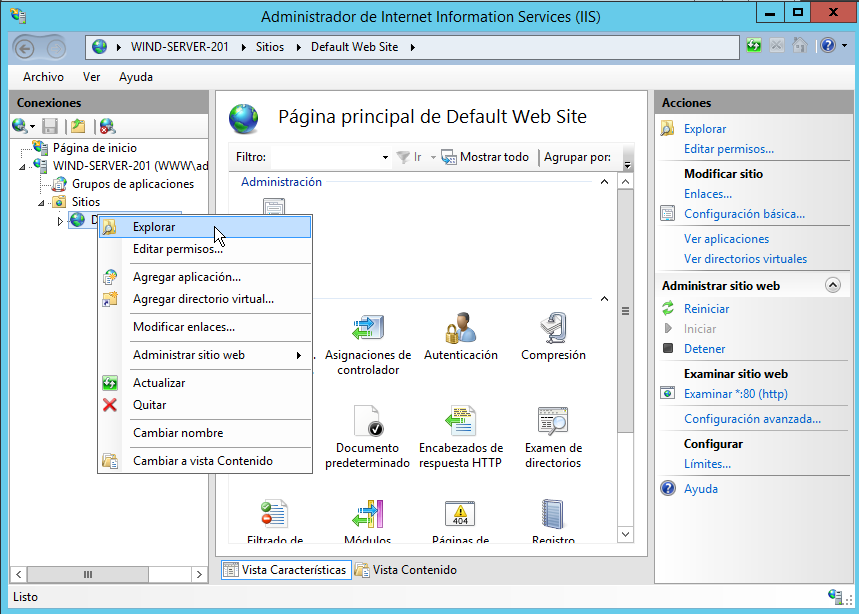 Administrador de Internet Information Services (IIS)
WIND-SERVER-201 Sitios Default Web Site
Archivo Ver Ayuda
Conexiones
Página de inicio
WIND-SERVER-201 (WWW\ad
Grupos de aplicaciones
Sitios
D
Explorar
Editar permisos...
Agregar aplicación...
Agregar directorio virtual...
Modificar enlaces...
Administrar sitio web
Actualizar
Quitar
Cambiar nombre
Cambiar a vista Contenido
Página principal de Default Web Site
Filtro: Ir Mostrar todo Agrupar por:
Administración
Asignaciones de
controlador
Autenticación
Compresión
Documento
predeterminado
Encabezados de
respuesta HTTP
Examen de
directorios
404
Filtrado de
Módulos
Páginas de
Registro
Vista Características Vista Contenido
Acciones
Explorar
Editar permisos...
Modificar sitio
Enlaces...
Configuración básica...
Ver aplicaciones
Ver directorios virtuales
Administrar sitio web
Reiniciar
Iniciar
Detener
Examinar sitio web
Examinar *:80 (http)
Configuración avanzada...
Configurar
Límites...
Ayuda
Listo